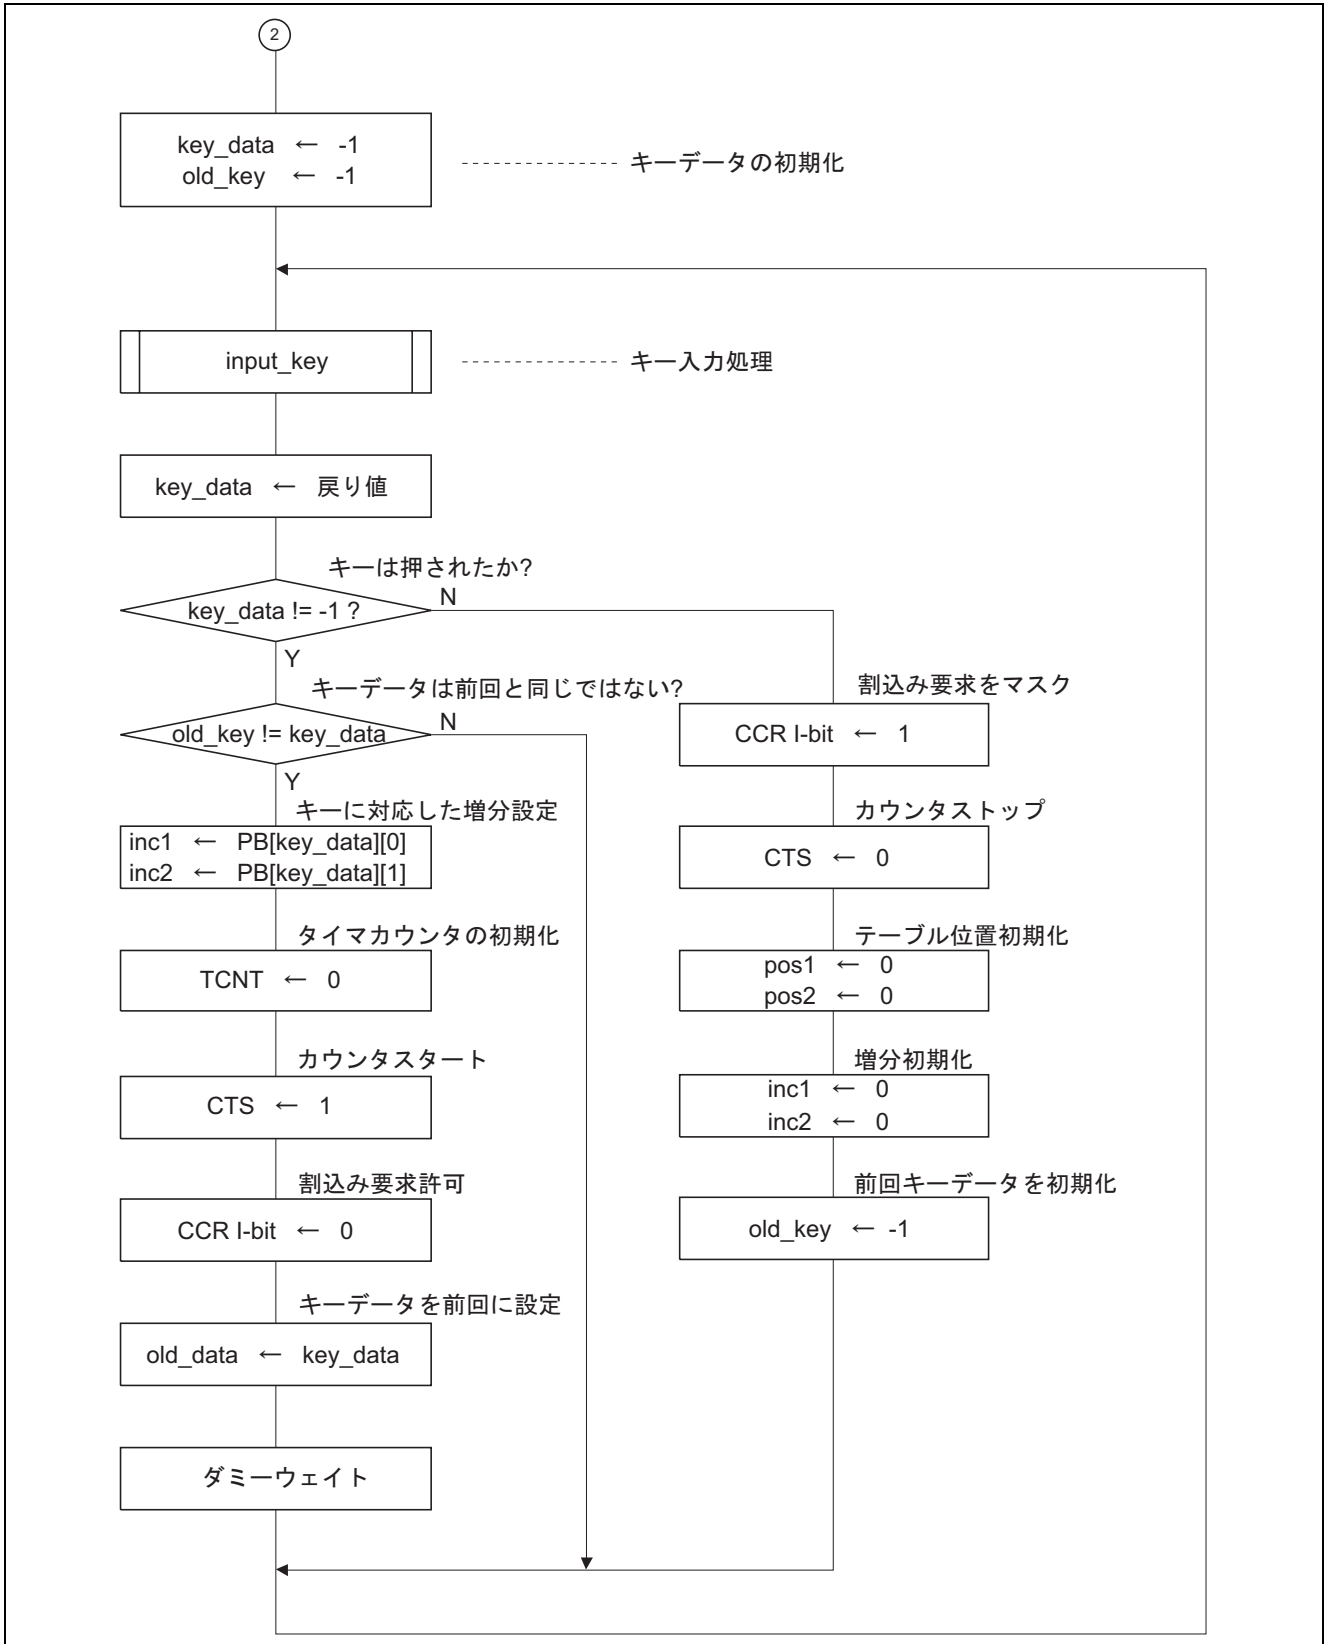 2
key_data ← -1
old_key ← -1
キーデータの初期化
input_key
キー入力処理
key_data ← 戻り値
キーは押されたか?
key_data != -1 ?
N
Y
キーデータは前回と同じではない?
old_key != key_data
N
Y
キーに対応した増分設定
inc1 ← PB[key_data][0]
inc2 ← PB[key_data][1]
タイマカウンタの初期化
TCNT ← 0
カウンタスタート
CTS ← 1
割込み要求許可
CCR I-bit ← 0
キーデータを前回に設定
old_data ← key_data
ダミーウェイト
割込み要求をマスク
CCR I-bit ← 1
カウンタストップ
CTS ← 0
テーブル位置初期化
pos1 ← 0
pos2 ← 0
増分初期化
inc1 ← 0
inc2 ← 0
前回キーデータを初期化
old_key ← -1